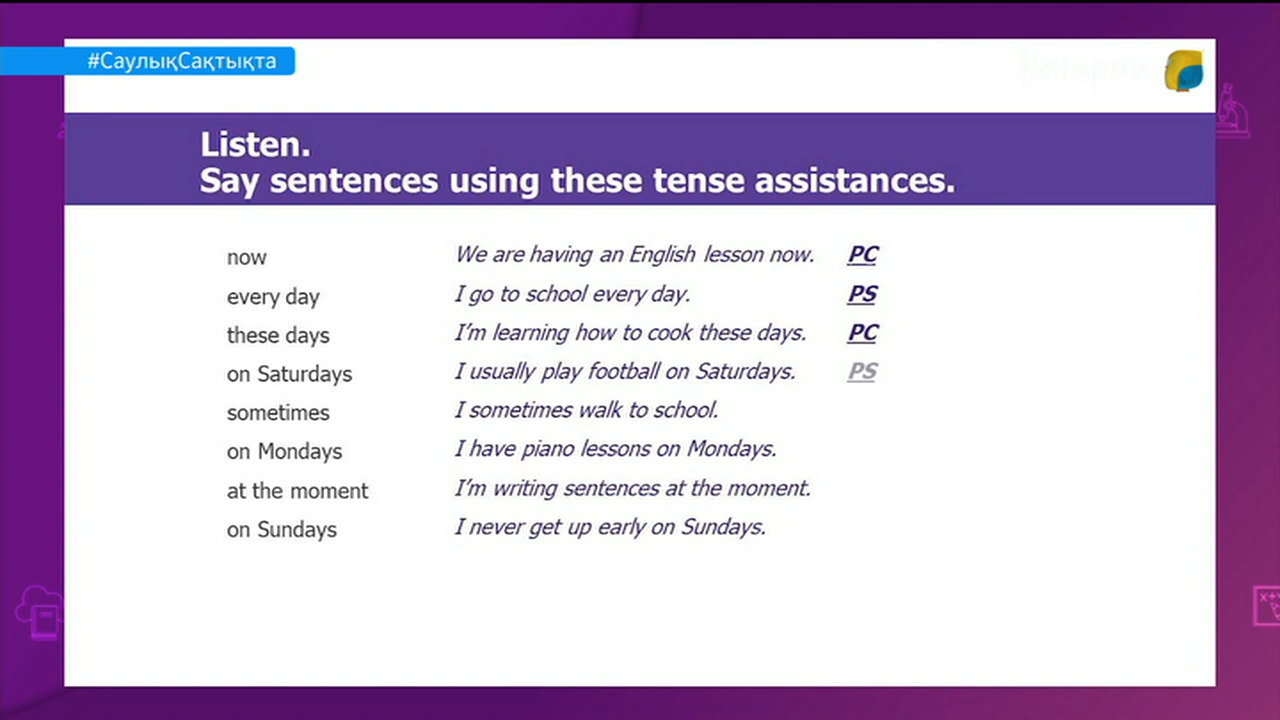 #СаулықСақтықта
Balapan
Listen.
Say sentences using these tense assistances.
now We are having an English lesson now. PC
every day I go to school every day. PS
these days I'm learning how to cook these days. PC
on Saturdays I usually play football on Saturdays. PS
sometimes I sometimes walk to school.
on Mondays I have piano lessons on Mondays.
at the moment I'm writing sentences at the moment.
on Sundays I never get up early on Sundays.
x+y